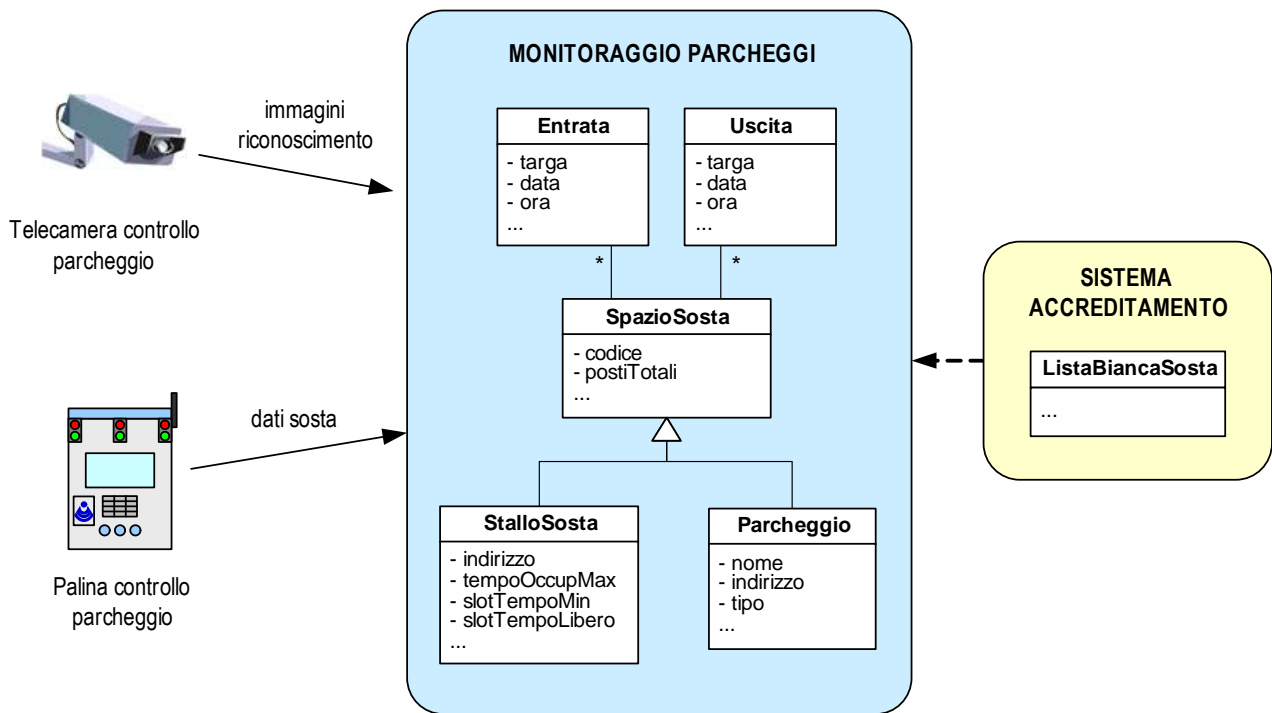 MONITORAGGIO PARCHEGGI
immagini
riconoscimento
Telecamera controllo
parcheggio
Entrata
- targa
- data
- ora
...
Uscita
- targa
- data
- ora
...
*
*
SpazioSosta
- codice
- postiTotali
...
SISTEMA
ACCREDITAMENTO
ListaBiancaSosta
...
dati sosta
Palina controllo
parcheggio
StalloSosta
- indirizzo
- tempoOccupMax
- slotTempoMin
- slotTempoLibero
...
Parcheggio
- nome
- indirizzo
- tipo
...